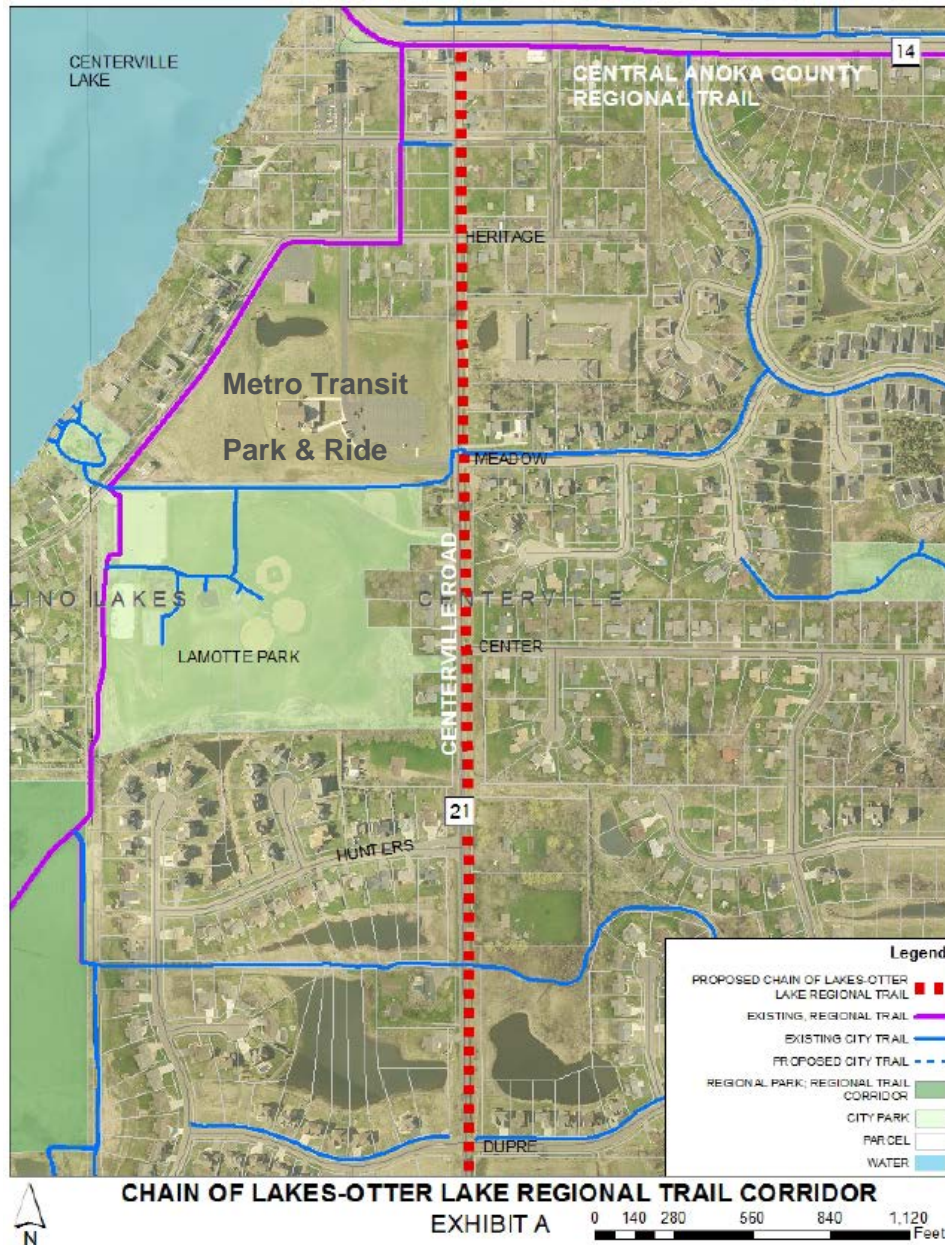 CENTERVILLE
LAKE
14
CENTRAL ANOKA COUNTY
REGIONAL TRAIL
HERITAGE
Metro Transit
Park & Ride
MEADOW
CENTERVILLE ROAD
LINO LAKES
CENTERVILLE
CENTER
LAMOTTE PARK
21
HUNTERS
DUPRE
Legend
PROPOSED CHAIN OF LAKES-OTTER
LAKE REGIONAL TRAIL
EXISTING, REGIONAL TRAIL
EXISTING CITY TRAIL
PROPOSED CITY TRAIL
REGIONAL PARK; REGIONAL TRAIL
CORRIDOR
CITY PARK
PARCEL
WATER
CHAIN OF LAKES-OTTER LAKE REGIONAL TRAIL CORRIDOR
EXHIBIT A
0 140 280 560 840 1,120
Feet
N